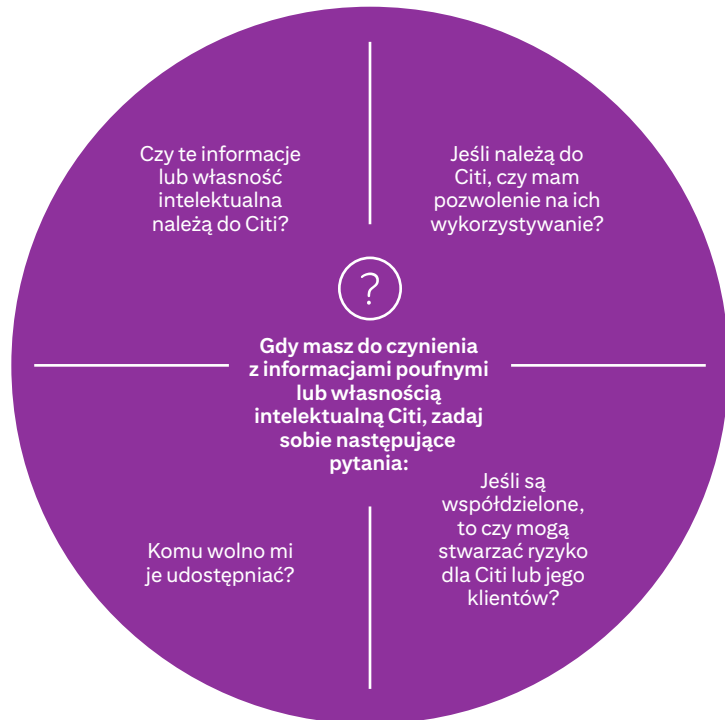 Czy te informacje
lub własność
intelektualna
należą do Citi?
Jeśli należą do
Citi, czy mam
pozwolenie na ich
wykorzystywanie?
?
Gdy masz do czynienia
z informacjami poufnymi
lub własnością
intelektualną Citi, zadaj
sobie następujące
pytania:
Komu wolno mi
je udostępniać?
Jeśli są
współdzielone,
to czy mogą
stwarzać ryzyko
dla Citi lub jego
klientów?